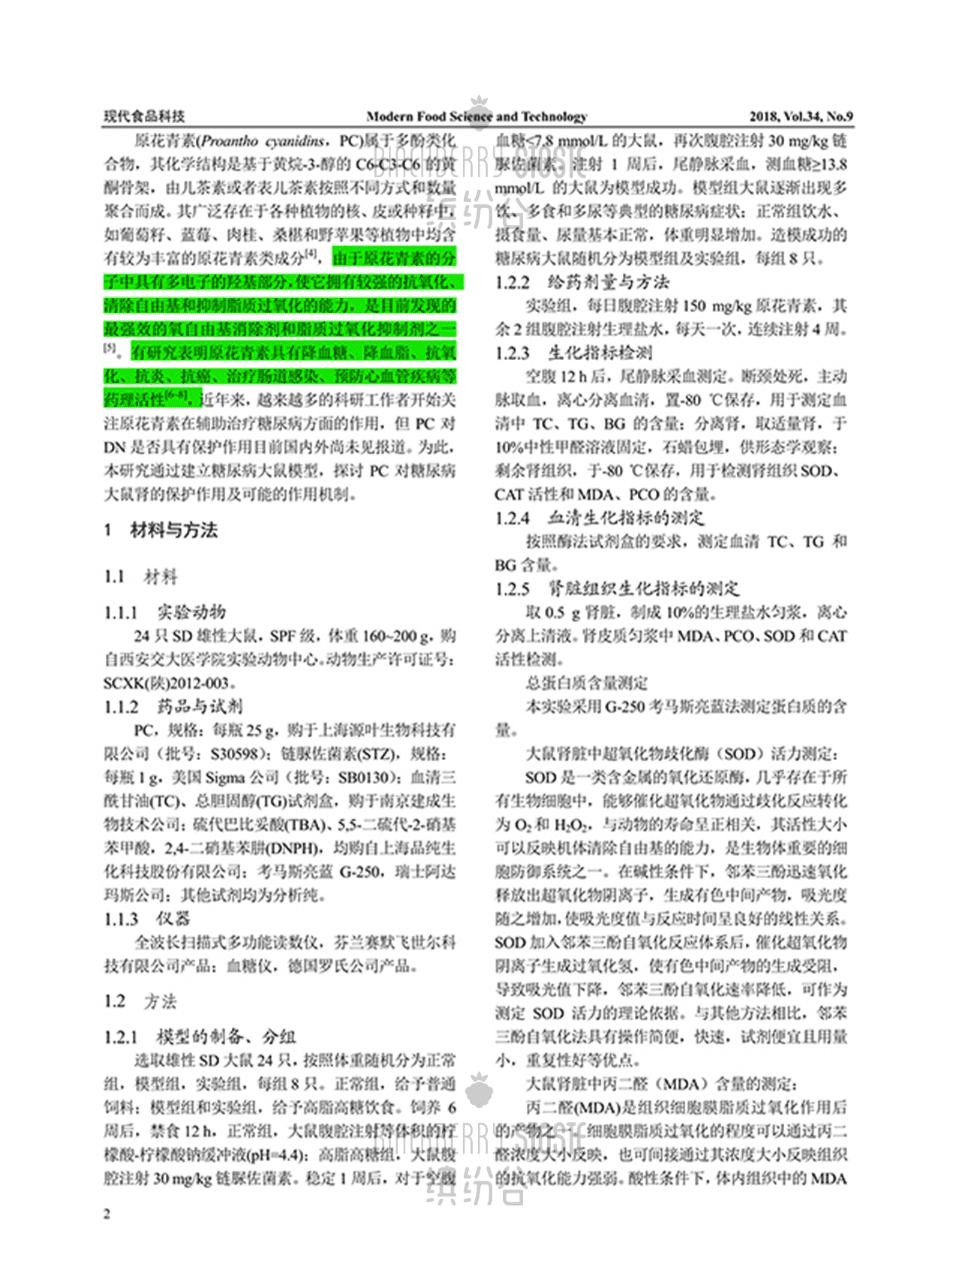 现代食品科技
Modern Food Science and Technology
2018, Vol.34, No.9
原花青素(Proantho cyanidins，PC)属于多酚类化
合物，其化学结构是基于黄烷-3-醇的 C6-C3-C6 的黄
酮骨架，由儿茶素或者表儿茶素按照不同方式和数量
聚合而成。其广泛存在于各种植物的核、皮或种籽中，
如葡萄籽、蓝莓、肉桂、桑椹和野苹果等植物中均含
有较为丰富的原花青素类成分[4]，由于原花青素的分
子中具有多电子的羟基部分，使它拥有较强的抗氧化、
清除自由基和抑制脂质过氧化的能力，是目前发现的
最强效的氧自由基消除剂和脂质过氧化抑制剂之一
[5]。有研究表明原花青素具有降血糖、降血脂、抗氧
化、抗炎、抗癌、治疗肠道感染、预防心血管疾病等
药理活性[6-8]，近年来，越来越多的科研工作者开始关
注原花青素在辅助治疗糖尿病方面的作用，但 PC 对
DN 是否具有保护作用目前国内外尚未见报道。为此，
本研究通过建立糖尿病大鼠模型，探讨 PC 对糖尿病
大鼠肾的保护作用及可能的作用机制。
1 材料与方法
1.1 材料
1.1.1 实验动物
24 只 SD 雄性大鼠，SPF 级，体重 160~200 g，购
自西安交大医学院实验动物中心。动物生产许可证号：
SCXK(陕)2012-003。
1.1.2 药品与试剂
PC，规格：每瓶 25 g，购于上海源叶生物科技有
限公司（批号：S30598）；链脲佐菌素(STZ)，规格：
每瓶 1 g，美国 Sigma 公司（批号：SB0130）；血清三
酰甘油(TC)、总胆固醇(TG)试剂盒，购于南京建成生
物技术公司；硫代巴比妥酸(TBA)、5,5-二硫代-2-硝基
苯甲酸，2,4-二硝基苯肼(DNPH)，均购自上海品纯生
化科技股份有限公司；考马斯亮蓝 G-250，瑞士阿达
玛斯公司；其他试剂均为分析纯。
1.1.3 仪器
全波长扫描式多功能读数仪，芬兰赛默飞世尔科
技有限公司产品；血糖仪，德国罗氏公司产品。
1.2 方法
1.2.1 模型的制备、分组
选取雄性 SD 大鼠 24 只，按照体重随机分为正常
组，模型组，实验组，每组 8 只。正常组，给予普通
饲料；模型组和实验组，给予高脂高糖饮食。饲养 6
周后，禁食 12 h，正常组，大鼠腹腔注射等体积的柠
檬酸-柠檬酸钠缓冲液(pH=4.4)；高脂高糖组，大鼠腹
腔注射 30 mg/kg 链脲佐菌素。稳定 1 周后，对于空腹
血糖<7.8 mmol/L 的大鼠，再次腹腔注射 30 mg/kg 链
脲佐菌素。注射 1 周后，尾静脉采血，测血糖≥13.8
mmol/L 的大鼠为模型成功。模型组大鼠逐渐出现多
饮、多食和多尿等典型的糖尿病症状；正常组饮水、
摄食量、尿量基本正常，体重明显增加。造模成功的
糖尿病大鼠随机分为模型组及实验组，每组 8 只。
1.2.2 给药剂量与方法
实验组，每日腹腔注射 150 mg/kg 原花青素，其
余 2 组腹腔注射生理盐水，每天一次，连续注射 4 周。
1.2.3 生化指标检测
空腹 12 h 后，尾静脉采血测定。断颈处死，主动
脉取血，离心分离血清，置-80 ℃保存，用于测定血
清中 TC、TG、BG 的含量；分离肾，取适量肾，于
10%中性甲醛溶液固定，石蜡包埋，供形态学观察；
剩余肾组织，于-80 ℃保存，用于检测肾组织 SOD、
CAT 活性和 MDA、PCO 的含量。
1.2.4 血清生化指标的测定
按照酶法试剂盒的要求，测定血清 TC、TG 和
BG 含量。
1.2.5 肾脏组织生化指标的测定
取 0.5 g 肾脏，制成 10%的生理盐水匀浆，离心
分离上清液。肾皮质匀浆中 MDA、PCO、SOD 和 CAT
活性检测。
总蛋白质含量测定
本实验采用 G-250 考马斯亮蓝法测定蛋白质的含
量。
大鼠肾脏中超氧化物歧化酶（SOD）活力测定：
SOD 是一类含金属的氧化还原酶，几乎存在于所
有生物细胞中，能够催化超氧化物通过歧化反应转化
为 O2 和 H2O2，与动物的寿命呈正相关，其活性大小
可以反映机体清除自由基的能力，是生物体重要的细
胞防御系统之一。在碱性条件下，邻苯三酚迅速氧化
释放出超氧化物阴离子，生成有色中间产物，吸光度
随之增加，使吸光度值与反应时间呈良好的线性关系。
SOD 加入邻苯三酚自氧化反应体系后，催化超氧化物
阴离子生成过氧化氢，使有色中间产物的生成受阻，
导致吸光值下降，邻苯三酚自氧化速率降低，可作为
测定 SOD 活力的理论依据。与其他方法相比，邻苯
三酚自氧化法具有操作简便，快速，试剂便宜且用量
小，重复性好等优点。
大鼠肾脏中丙二醛（MDA）含量的测定：
丙二醛(MDA)是组织细胞膜脂质过氧化作用后
的产物之一，细胞膜脂质过氧化的程度可以通过丙二
醛浓度大小反映，也可间接通过其浓度大小反映组织
的抗氧化能力强弱。酸性条件下，体内组织中的 MDA
2
BLACKBERRY GIOSTE
缤纷谷
BLACKBERRY GIOSTE
缤纷谷